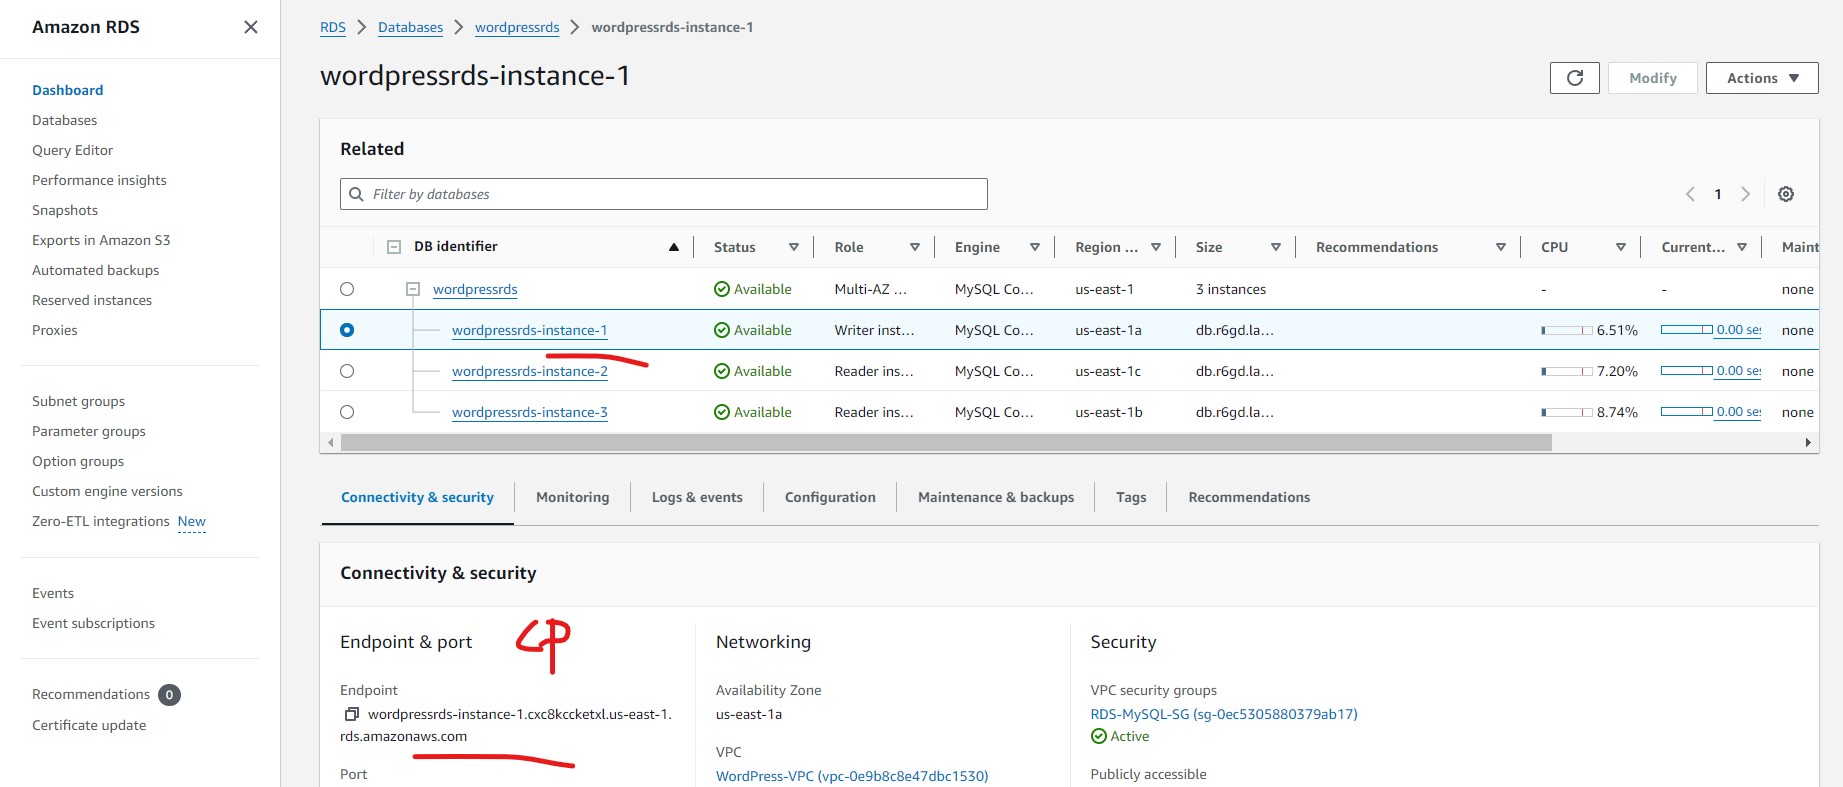 Amazon RDS
Dashboard
Databases
Query Editor
Performance insights
Snapshots
Exports in Amazon S3
Automated backups
Reserved instances
Proxies
Subnet groups
Parameter groups
Option groups
Custom engine versions
Zero-ETL integrations New
Events
Event subscriptions
Recommendations 0
Certificate update
RDS > Databases > wordpressrds > wordpressrds-instance-1
wordpressrds-instance-1
Modify
Actions
Related
Filter by databases
1
DB identifier Status Role Engine Region ... Size Recommendations CPU Current... Maint
wordpressrds Available Multi-AZ ... MySQL Co... us-east-1 3 instances - - none
wordpressrds-instance-1 Available Writer inst... MySQL Co... us-east-1a db.r6gd.la... 6.51% 0.00 ses none
wordpressrds-instance-2 Available Reader ins... MySQL Co... us-east-1c db.r6gd.la... 7.20% 0.00 ses none
wordpressrds-instance-3 Available Reader ins... MySQL Co... us-east-1b db.r6gd.la... 8.74% 0.00 ses none
Connectivity & security Monitoring Logs & events Configuration Maintenance & backups Tags Recommendations
Connectivity & security
Endpoint & port
CP
Endpoint
wordpressrds-instance-1.cxc8kccketxl.us-east-1.
rds.amazonaws.com
Port
Networking
Availability Zone
us-east-1a
VPC
WordPress-VPC (vpc-0e9b8c8e47dbc1530)
Security
VPC security groups
RDS-MySQL-SG (sg-0ec5305880379ab17)
Active
Publicly accessible